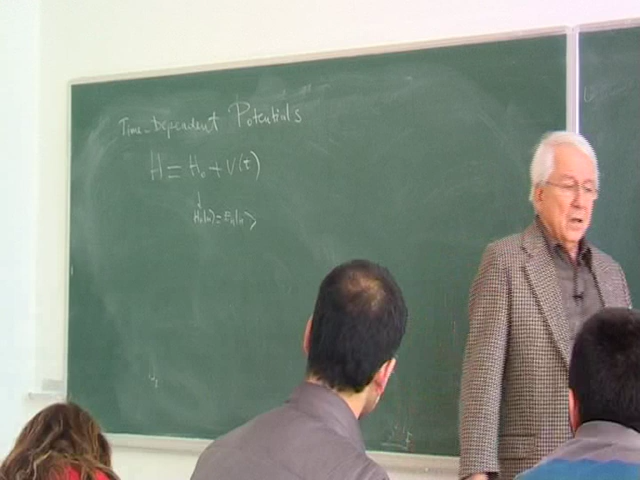 Time-Dependent Potentials
H = H₀ + V(t)
H₀|n⟩ = Eₙ|n⟩